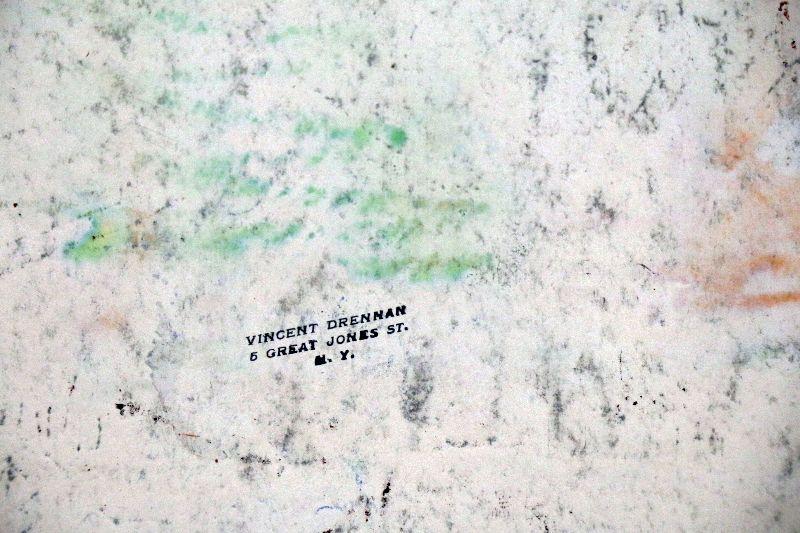 VINCENT DRENNAN
5 GREAT JONES ST.
N. Y.